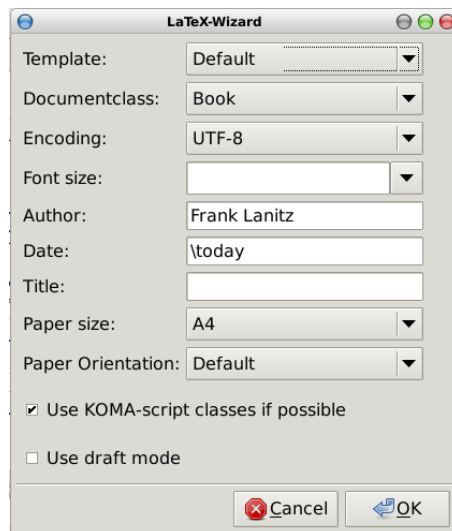 LaTeX-Wizard
Template: Default
Documentclass: Book
Encoding: UTF-8
Font size:
Author: Frank Lanitz
Date: \today
Title:
Paper size: A4
Paper Orientation: Default
Use KOMA-script classes if possible
Use draft mode
Cancel OK